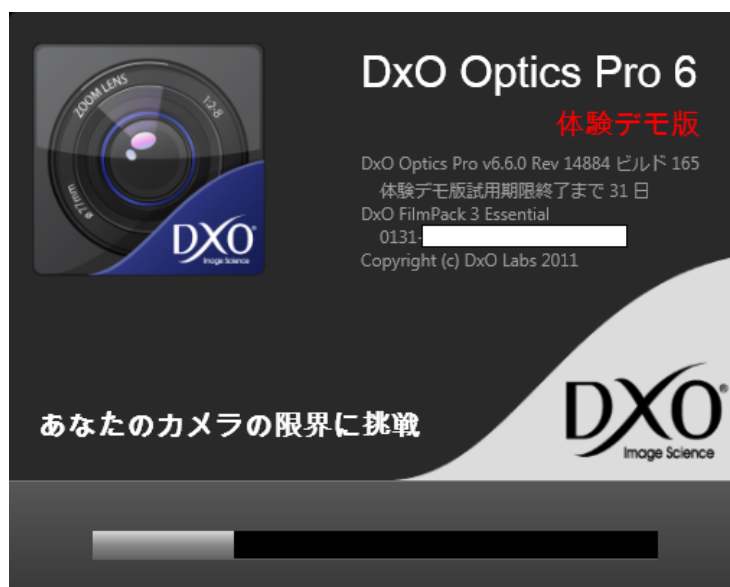 DxO Optics Pro 6
体験デモ版
ZOOM LENS
1:2-8
ø77mm
DXO
Image Science
DxO Optics Pro v6.6.0 Rev 14884 ビルド 165
体験デモ版試用期限終了まで 31 日
DxO FilmPack 3 Essential
0131-
Copyright (c) DxO Labs 2011
あなたのカメラの限界に挑戦
DXO®
Image Science